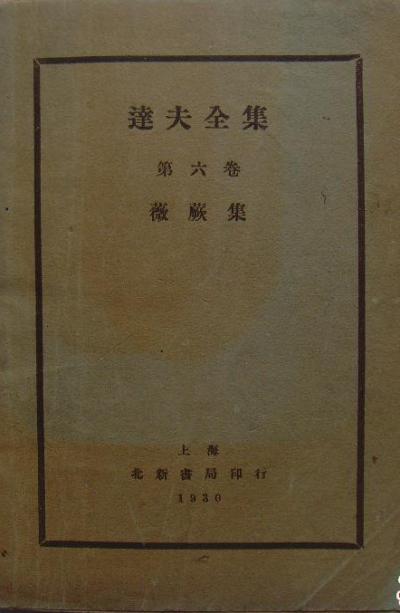 達夫全集
第六卷
薇蕨集
上海
北新書局印行
1930